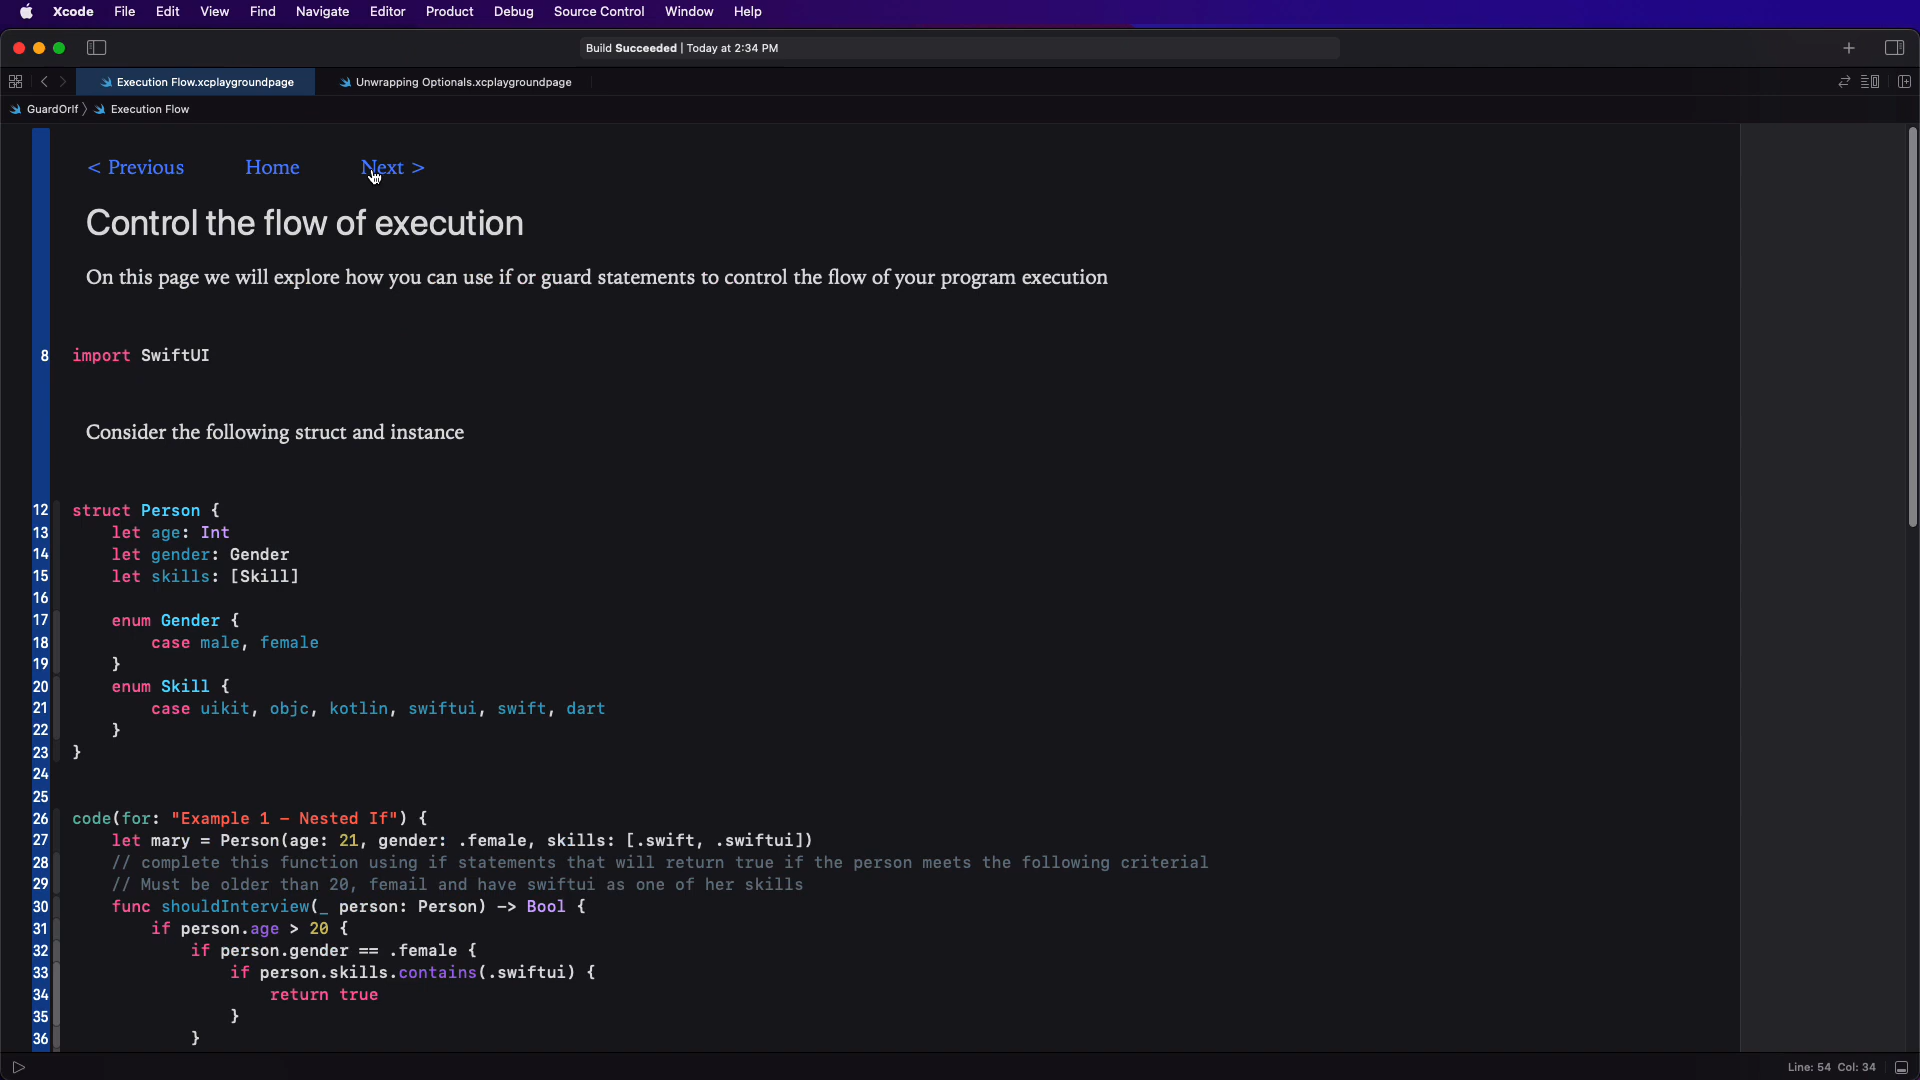 Xcode File Edit View Find Navigate Editor Product Debug Source Control Window Help
Build Succeeded | Today at 2:34 PM
Execution Flow.xcplaygroundpage Unwrapping Optionals.xcplaygroundpage
GuardOrIf Execution Flow
< Previous Home Next >
Control the flow of execution
On this page we will explore how you can use if or guard statements to control the flow of your program execution
8 import SwiftUI
Consider the following struct and instance
12 struct Person {
13 let age: Int
14 let gender: Gender
15 let skills: [Skill]
16
17 enum Gender {
18 case male, female
19 }
20 enum Skill {
21 case uikit, objc, kotlin, swiftui, swift, dart
22 }
23 }
24
25
26 code(for: "Example 1 – Nested If") {
27 let mary = Person(age: 21, gender: .female, skills: [.swift, .swiftui])
28 // complete this function using if statements that will return true if the person meets the following criterial
29 // Must be older than 20, femail and have swiftui as one of her skills
30 func shouldInterview(_ person: Person) -> Bool {
31 if person.age > 20 {
32 if person.gender == .female {
33 if person.skills.contains(.swiftui) {
34 return true
35 }
36 }
Line: 54 Col: 34